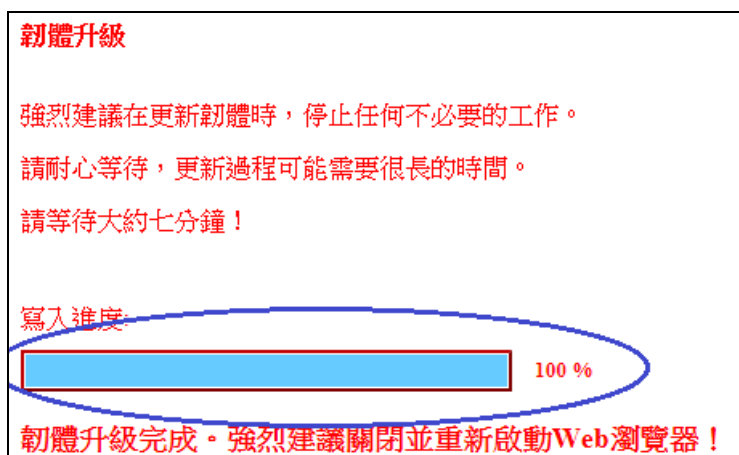 韌體升級
強烈建議在更新韌體時，停止任何不必要的工作。
請耐心等待，更新過程可能需要很長的時間。
請等待大約七分鐘！
寫入進度:
100 %
韌體升級完成。強烈建議關閉並重新啟動Web瀏覽器！